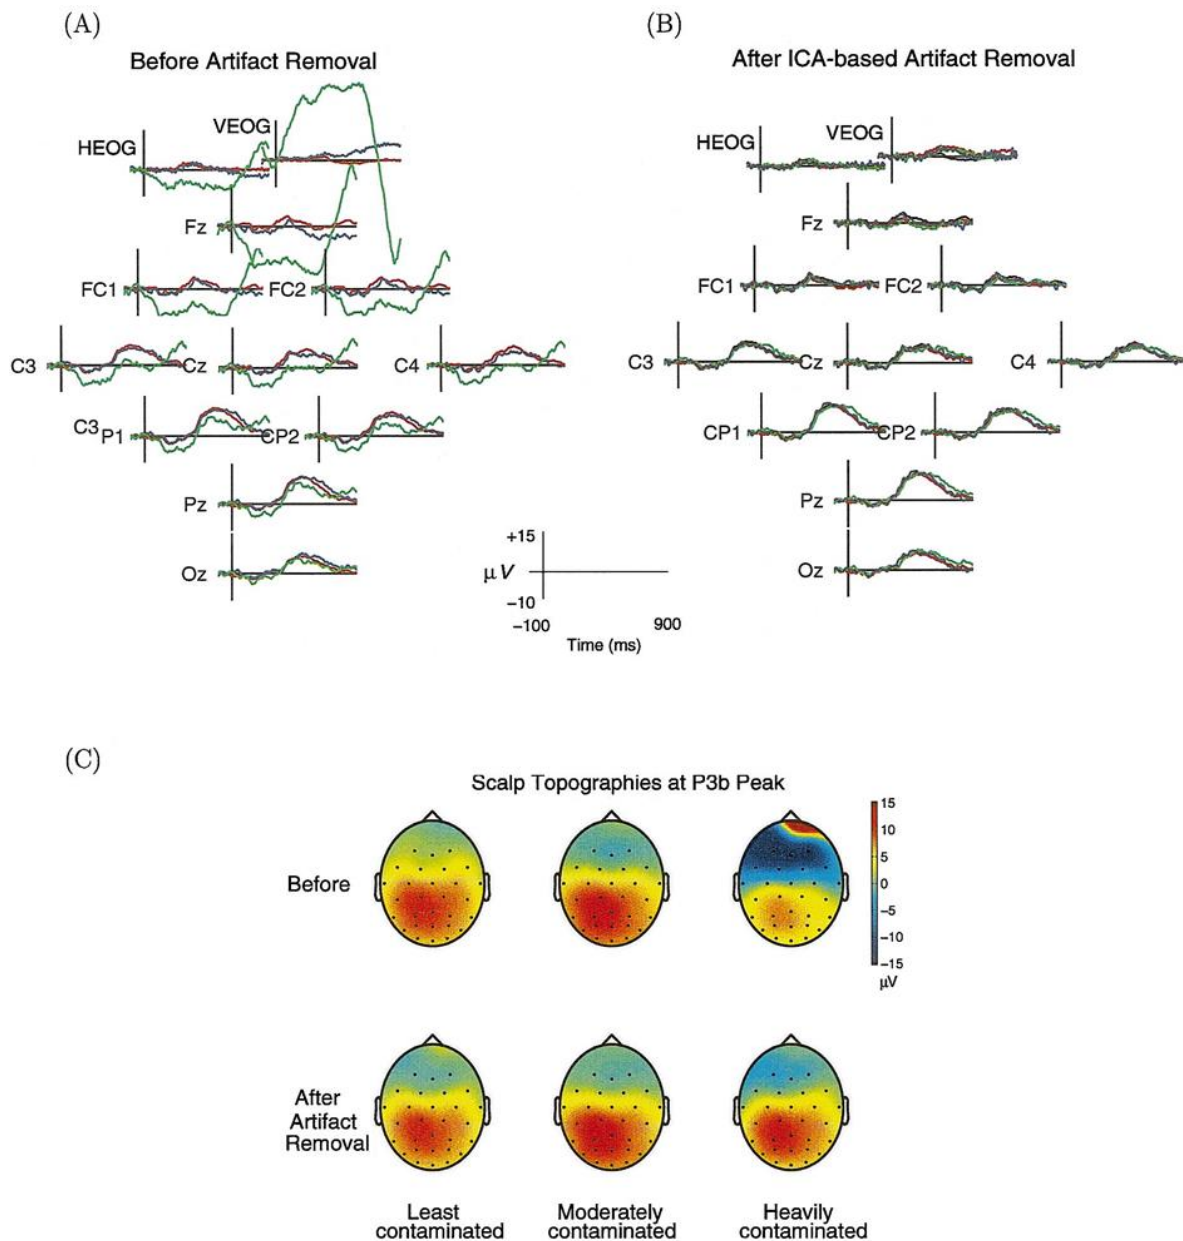 (A)
Before Artifact Removal
VEOG
HEOG
Fz
FC1
FC2
C3
Cz
C4
C3
P1
CP2
Pz
Oz
(B)
After ICA-based Artifact Removal
HEOG
VEOG
Fz
FC1
FC2
C3
Cz
C4
CP1
CP2
Pz
Oz
+15
μV
-10
-100
900
Time (ms)
(C)
Scalp Topographies at P3b Peak
Before
15
10
5
0
-5
-10
-15
μV
After
Artifact
Removal
Least
contaminated
Moderately
contaminated
Heavily
contaminated